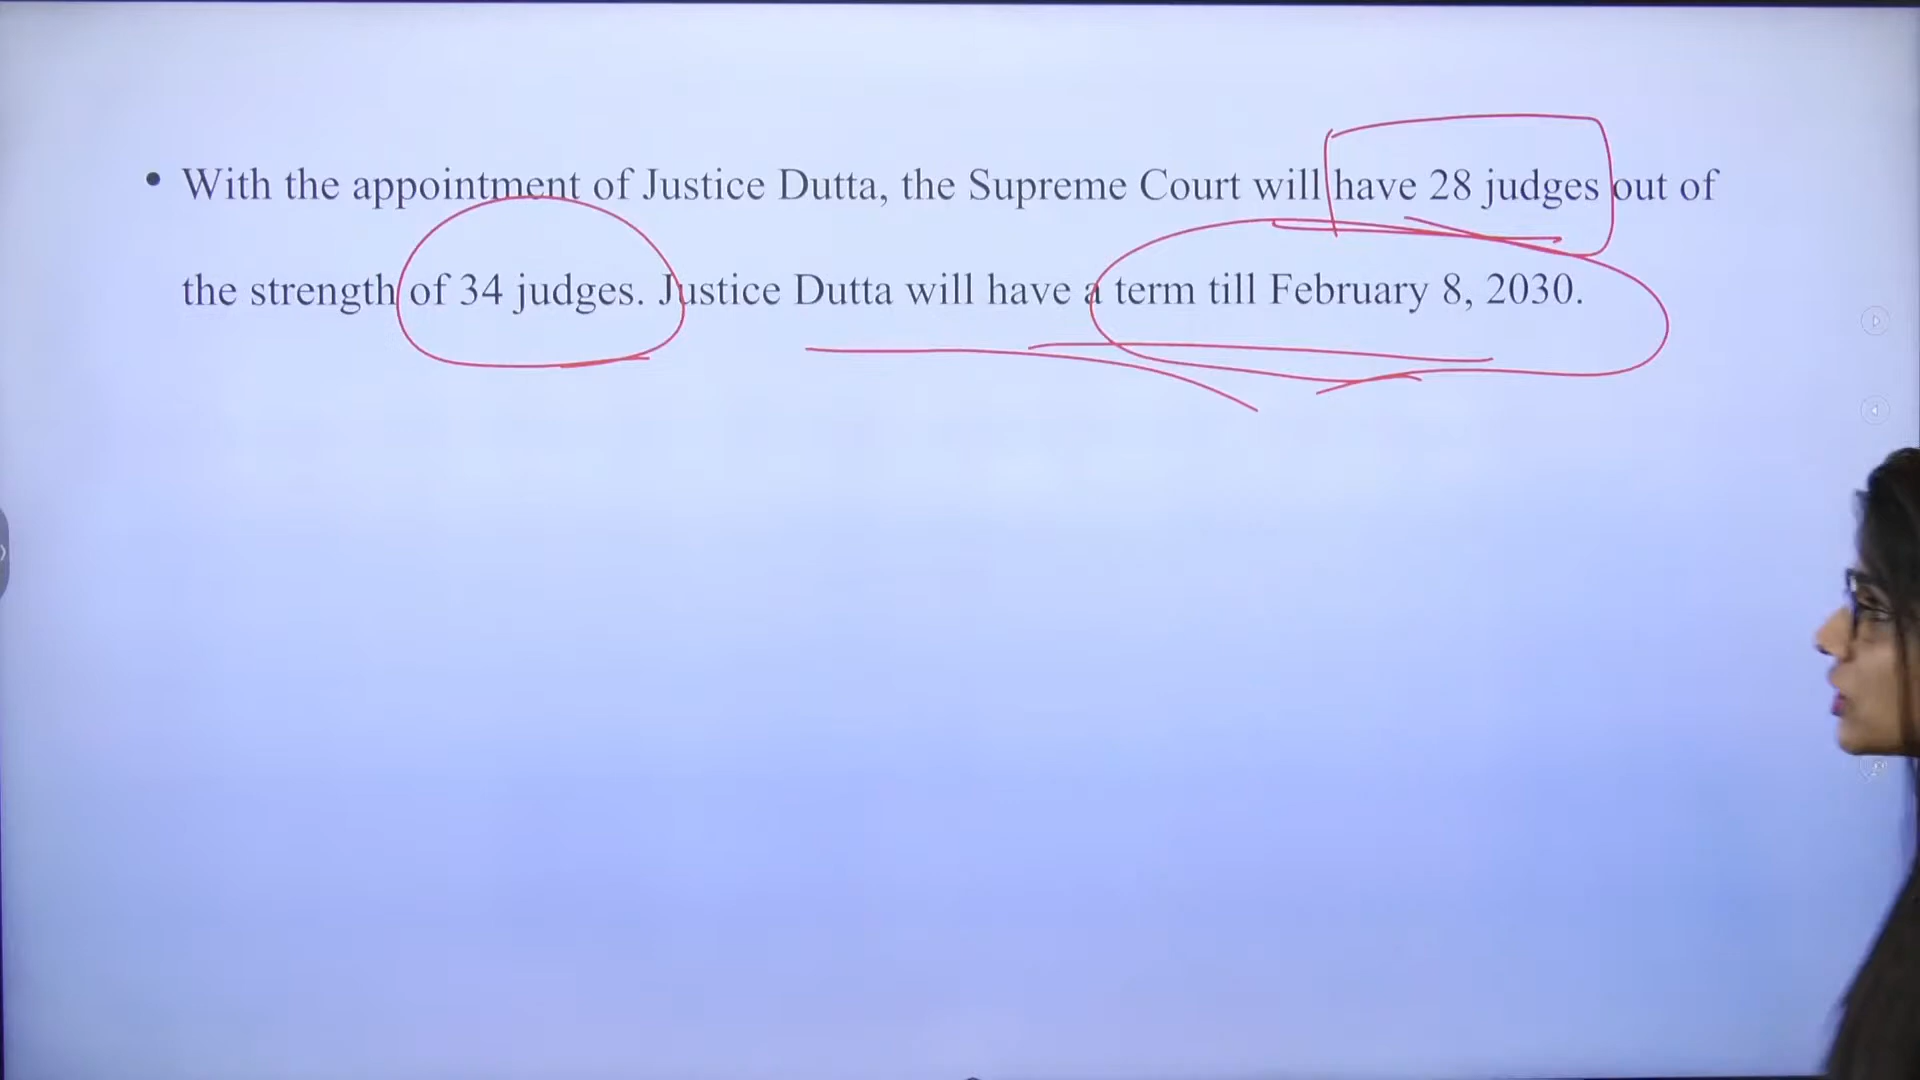 • With the appointment of Justice Dutta, the Supreme Court will have 28 judges out of
the strength of 34 judges. Justice Dutta will have a term till February 8, 2030.